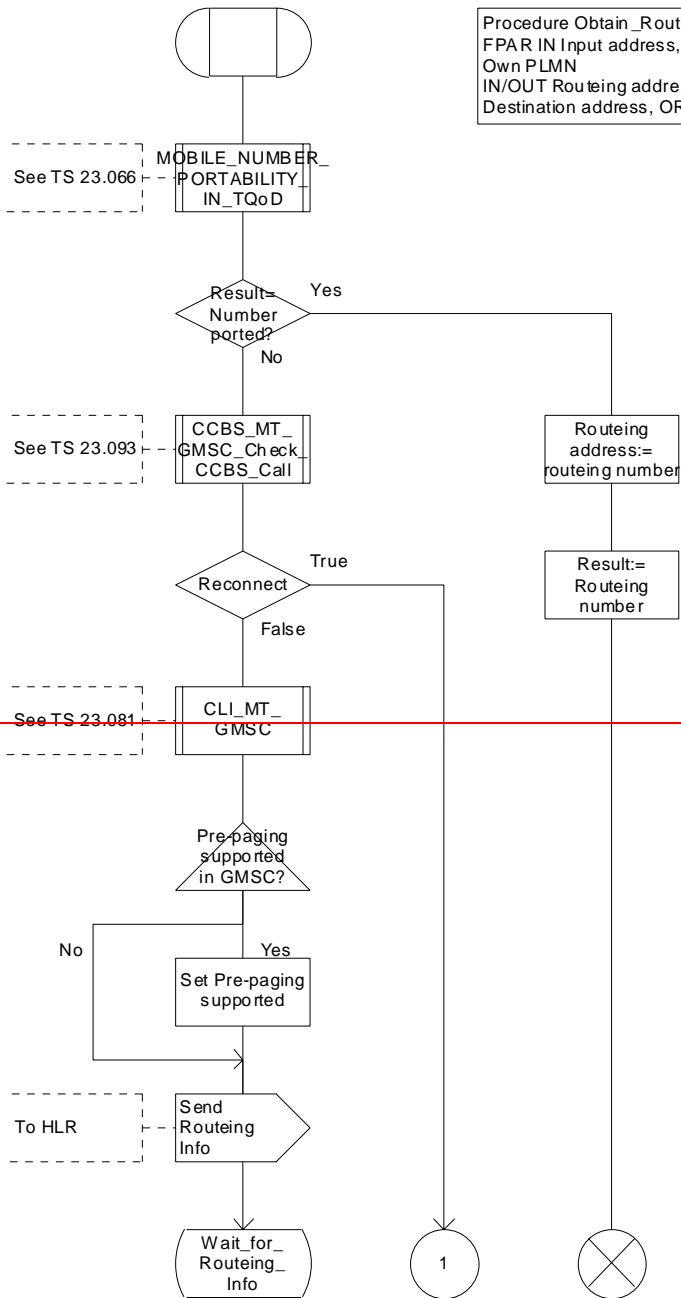 Procedure Obtain_Rout
FPAR IN Input address,
Own PLMN
IN/OUT Routeing addre
Destination address, OR
See TS 23.066
MOBILE_NUMBER_
PORTABILITY_
IN_TQoD
Result=
Number
ported?
Yes
No
See TS 23.093
CCBS_MT_
GMSC_Check_
CCBS_Call
Routeing
address:=
routeing number
Reconnect
True
False
Result:=
Routeing
number
See TS 23.081
CLI_MT_
GMSC
Pre-paging
supported
in GMSC?
No
Yes
Set Pre-paging
supported
To HLR
Send
Routeing
Info
Wait_for_
Routeing_
Info
1